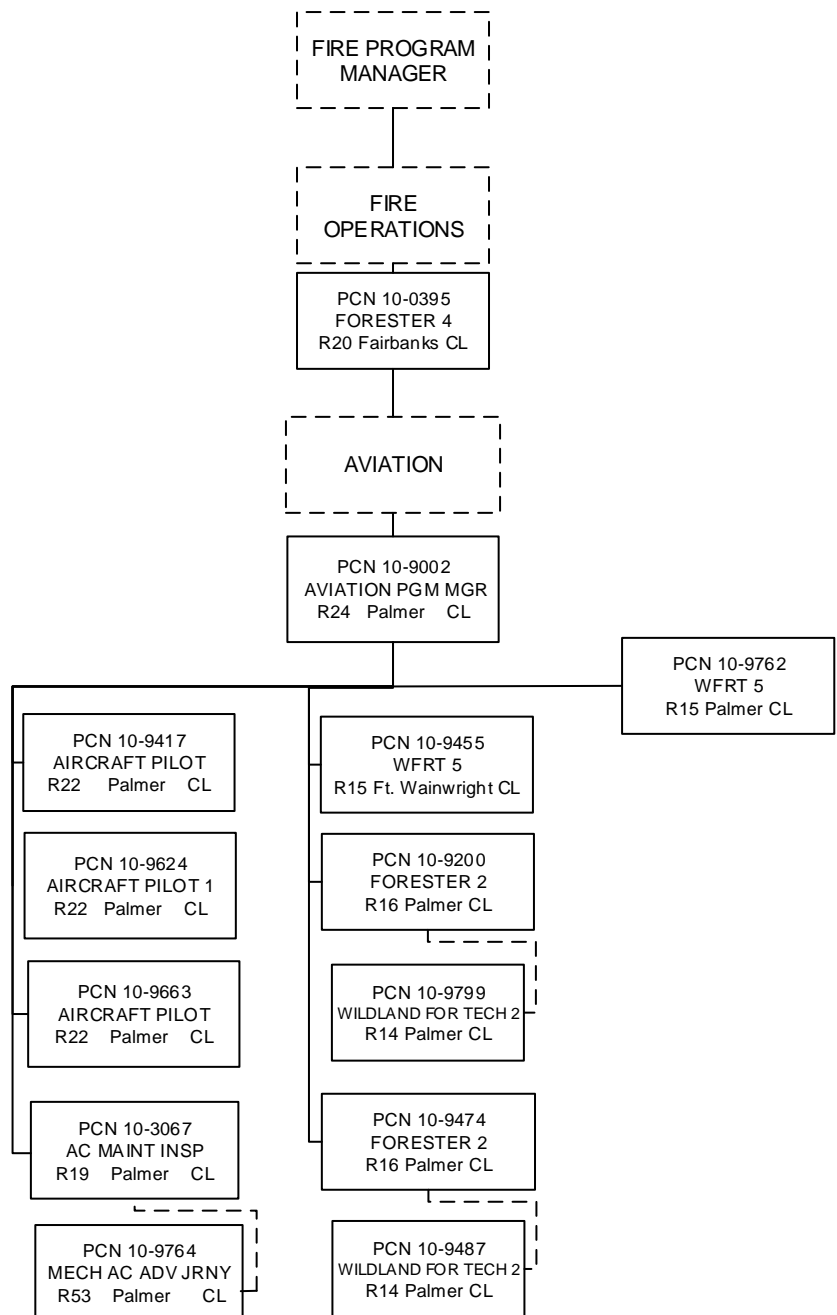 FIRE PROGRAM
MANAGER
FIRE
OPERATIONS
PCN 10-0395
FORESTER 4
R20 Fairbanks CL
AVIATION
PCN 10-9002
AVIATION PGM MGR
R24 Palmer CL
PCN 10-9762
WFRT 5
R15 Palmer CL
PCN 10-9417
AIRCRAFT PILOT
R22 Palmer CL
PCN 10-9624
AIRCRAFT PILOT 1
R22 Palmer CL
PCN 10-9663
AIRCRAFT PILOT
R22 Palmer CL
PCN 10-3067
AC MAINT INSP
R19 Palmer CL
PCN 10-9764
MECH AC ADV JRNY
R53 Palmer CL
PCN 10-9455
WFRT 5
R15 Ft. Wainwright CL
PCN 10-9200
FORESTER 2
R16 Palmer CL
PCN 10-9799
WILDLAND FOR TECH 2
R14 Palmer CL
PCN 10-9474
FORESTER 2
R16 Palmer CL
PCN 10-9487
WILDLAND FOR TECH 2
R14 Palmer CL